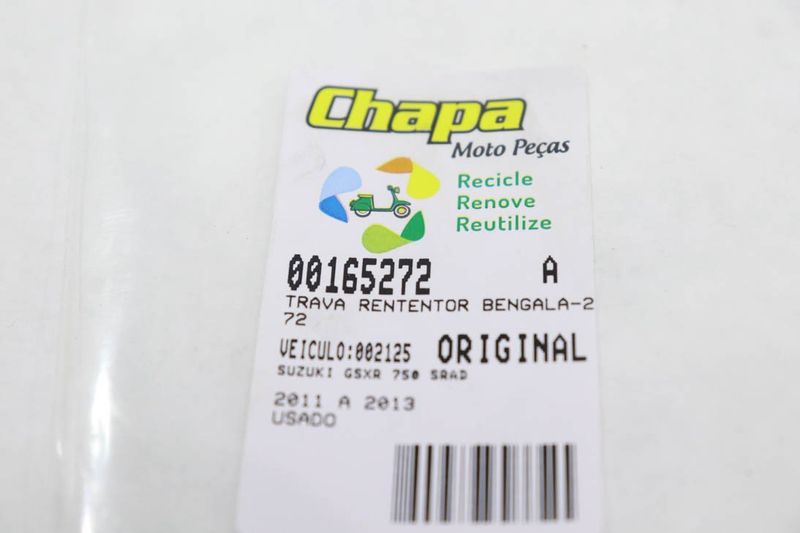 Chapa
Moto Peças
Recicle
Renove
Reutilize
00165272 A
TRAVA RENTENTOR BENGALA-2
72
VEICULO:002125 ORIGINAL
SUZUKI GSXR 750 SRAD
2011 A 2013
USADO